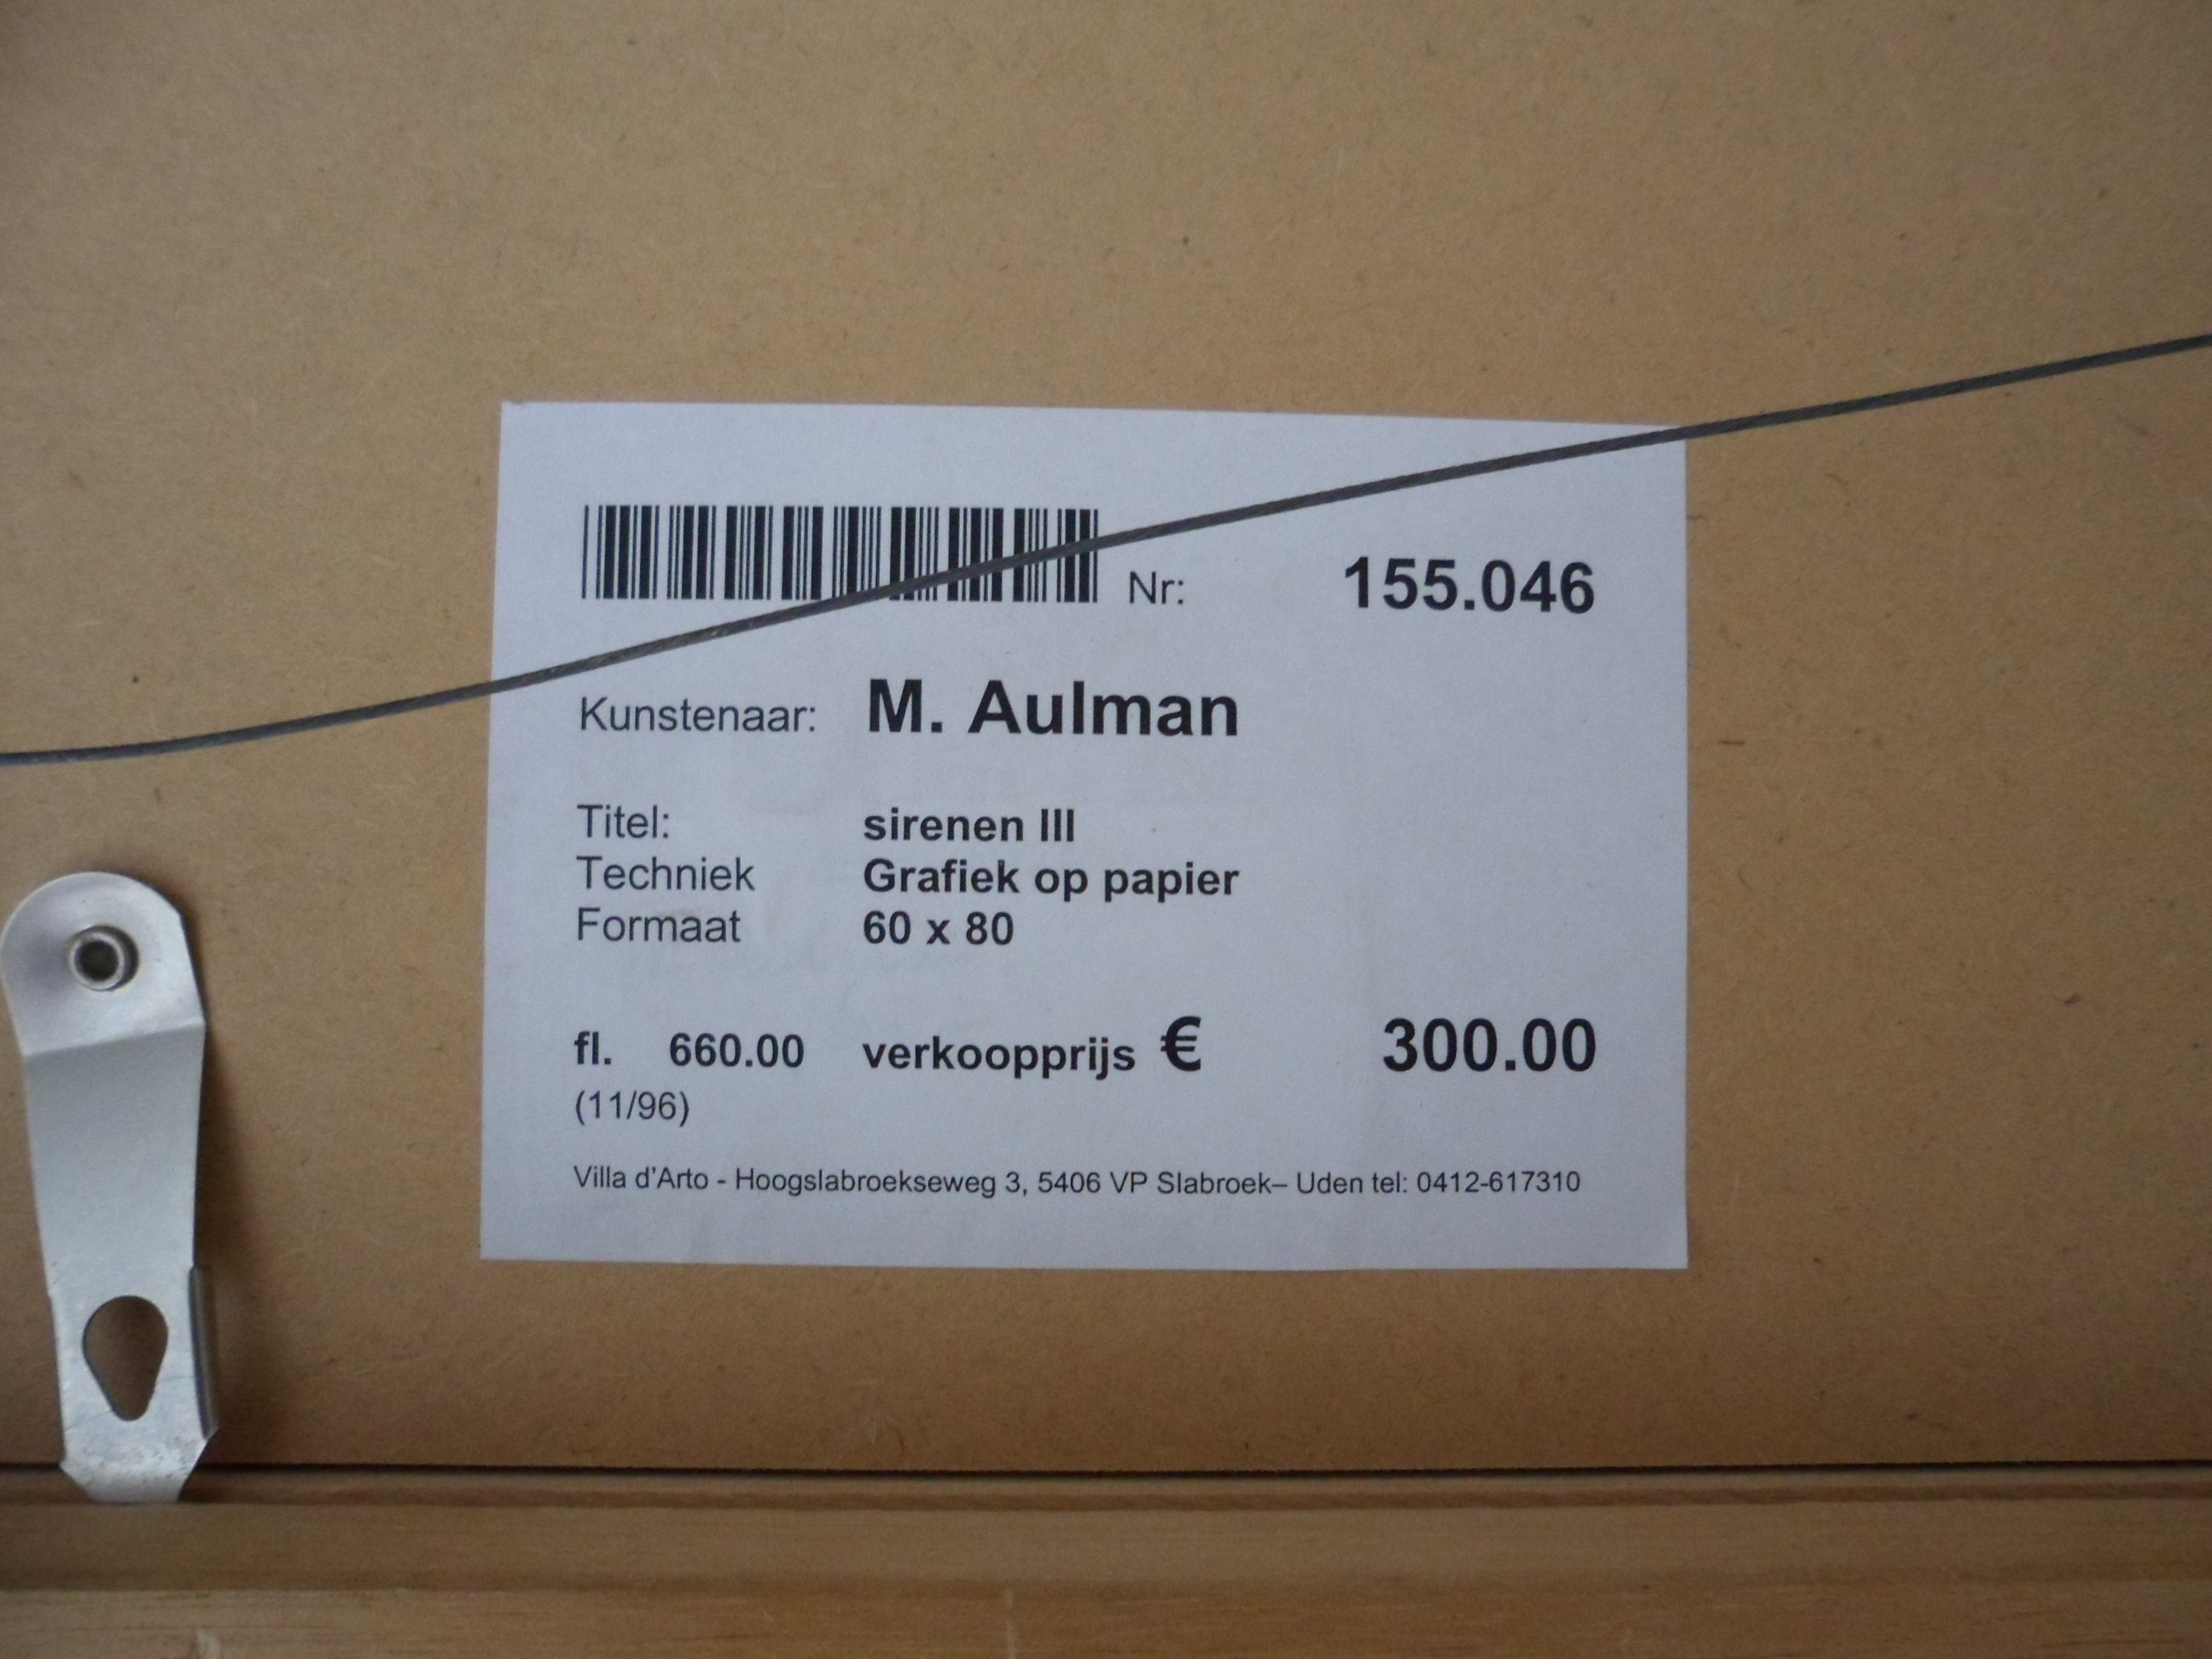 Nr: 155.046
Kunstenaar: M. Aulman
Titel: sirenen III
Techniek Grafiek op papier
Formaat 60 x 80
fl. 660.00 verkoopprijs € 300.00
(11/96)
Villa d'Arto - Hoogslabroekseweg 3, 5406 VP Slabroek– Uden tel: 0412-617310